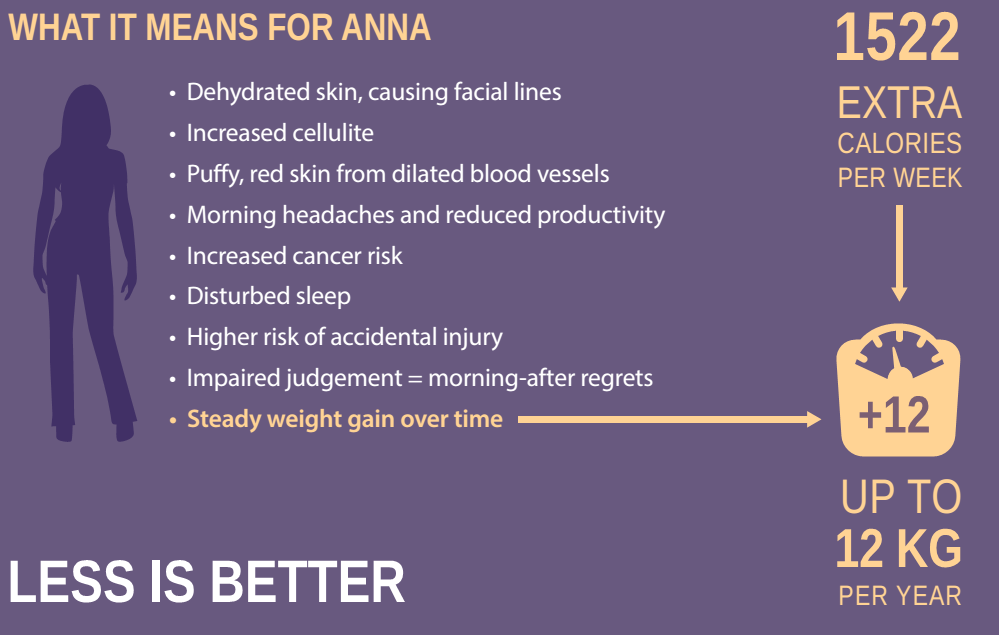 WHAT IT MEANS FOR ANNA
• Dehydrated skin, causing facial lines
• Increased cellulite
• Puffy, red skin from dilated blood vessels
• Morning headaches and reduced productivity
• Increased cancer risk
• Disturbed sleep
• Higher risk of accidental injury
• Impaired judgement = morning-after regrets
• Steady weight gain over time
1522
EXTRA
CALORIES
PER WEEK
+12
UP TO
12 KG
PER YEAR
LESS IS BETTER